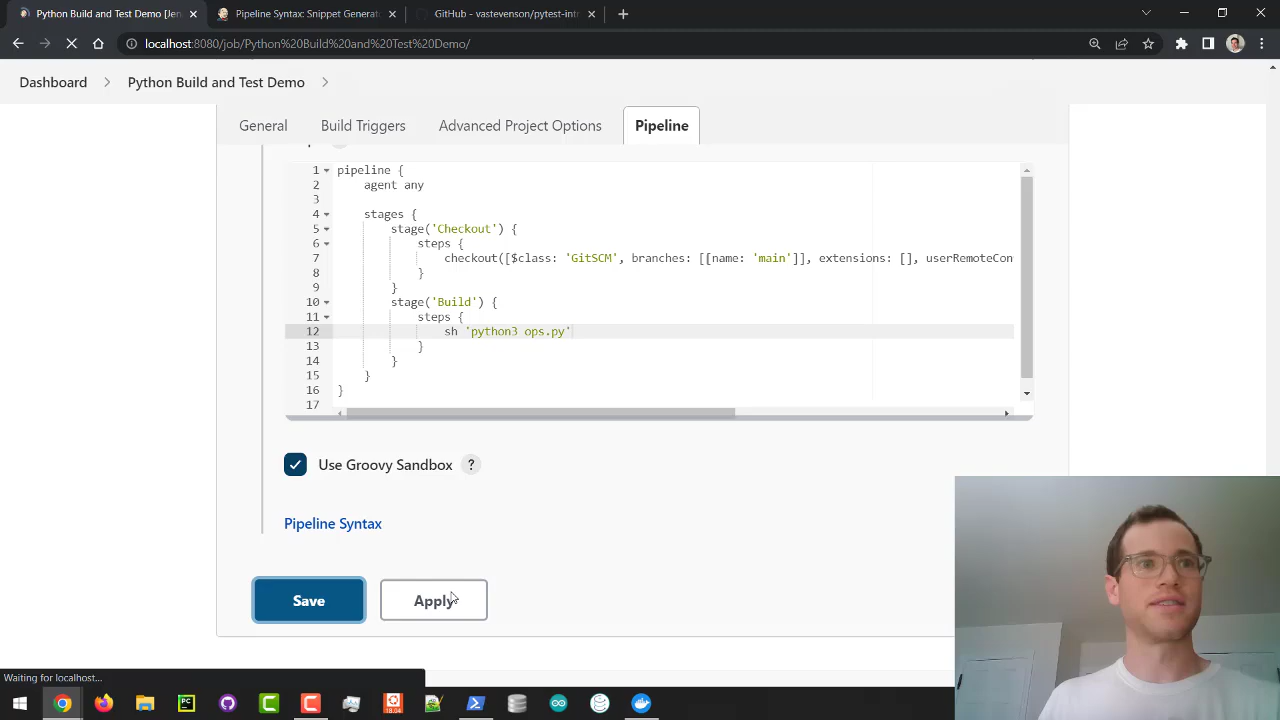 Python Build and Test Demo [Jen
Pipeline Syntax: Snippet Generato
GitHub - vastevenson/pytest-intr
localhost:8080/job/Python%20Build%20and%20Test%20Demo/
Dashboard
Python Build and Test Demo
General
Build Triggers
Advanced Project Options
Pipeline
1 pipeline {
2 agent any
3
4 stages {
5 stage('Checkout') {
6 steps {
7 checkout([$class: 'GitSCM', branches: [[name: 'main']], extensions: [], userRemoteCon
8 }
9 }
10 stage('Build') {
11 steps {
12 sh 'python3 ops.py'
13 }
14 }
15 }
16 }
17
Use Groovy Sandbox ?
Pipeline Syntax
Save
Apply
Waiting for localhost...
PC
C
C
18.04